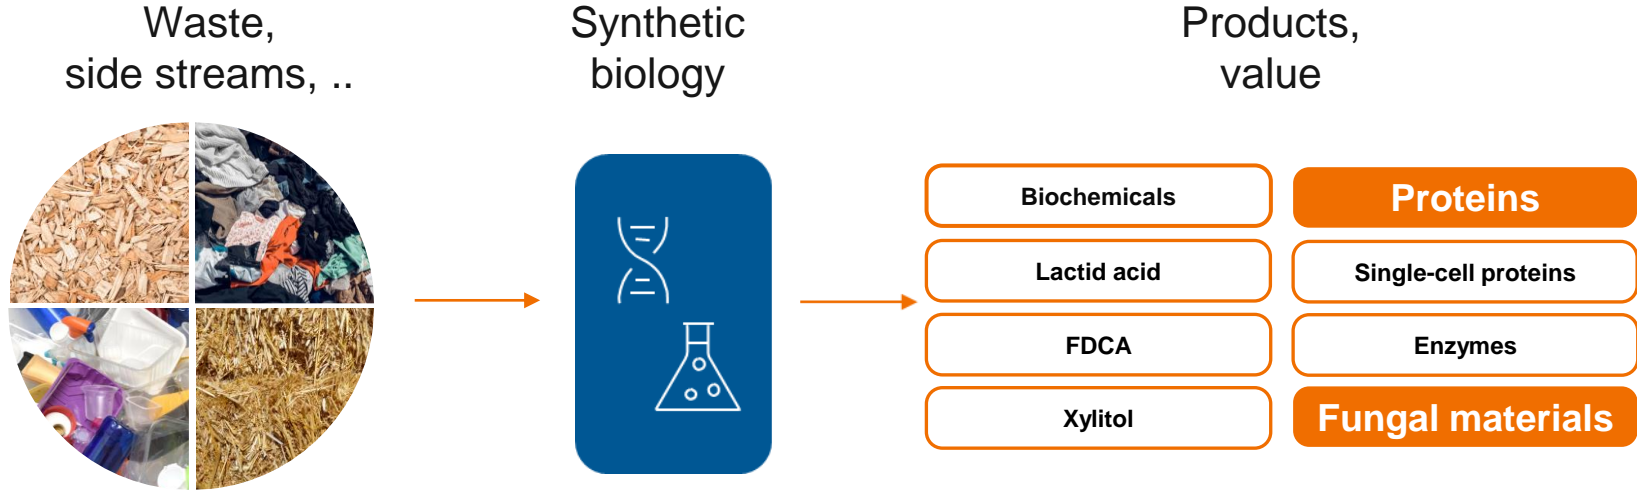 Waste,
side streams, ..
Synthetic
biology
Products,
value
Biochemicals
Lactid acid
FDCA
Xylitol
Proteins
Single-cell proteins
Enzymes
Fungal materials